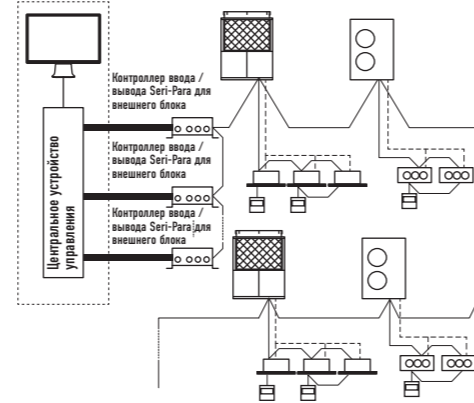 Контроллер ввода /
вывода Seri-Para для
внешнего блока
Контроллер ввода /
вывода Seri-Para для
внешнего блока
Контроллер ввода /
вывода Seri-Para для
внешнего блока
Центральное устройство
управления